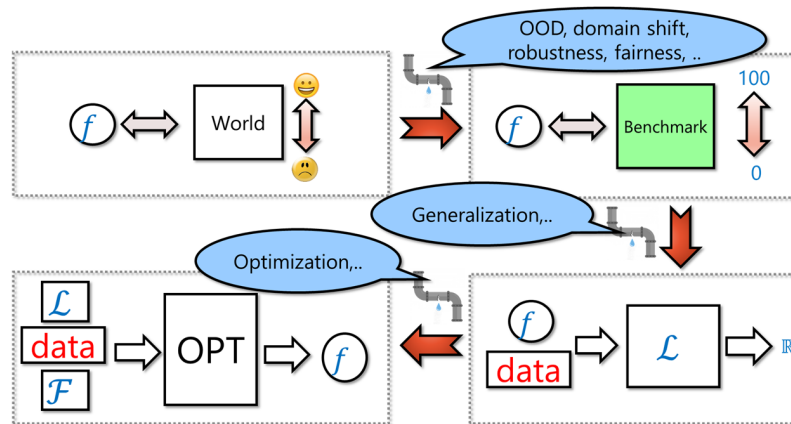 OOD, domain shift,
robustness, fairness, ..
f
World
f
Benchmark
100
0
Generalization,..
Optimization,..
ℒ
data
ℱ
OPT
f
f
data
ℒ
ℝ